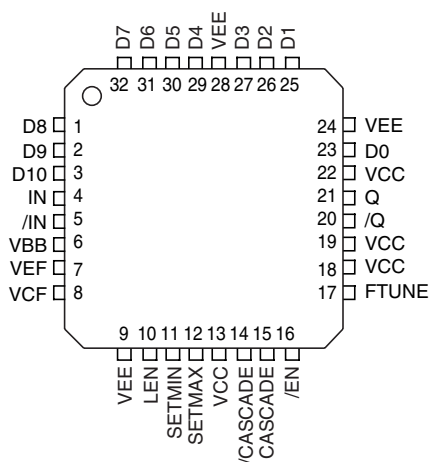 D7 D6 D5 D4 VEE D3 D2 D1
32 31 30 29 28 27 26 25
D8 1 24 VEE
D9 2 23 D0
D10 3 22 VCC
IN 4 21 Q
/IN 5 20 /Q
VBB 6 19 VCC
VEF 7 18 VCC
VCF 8 17 FTUNE
9 10 11 12 13 14 15 16
VEE LEN SETMIN SETMAX VCC /CASCADE CASCADE /EN